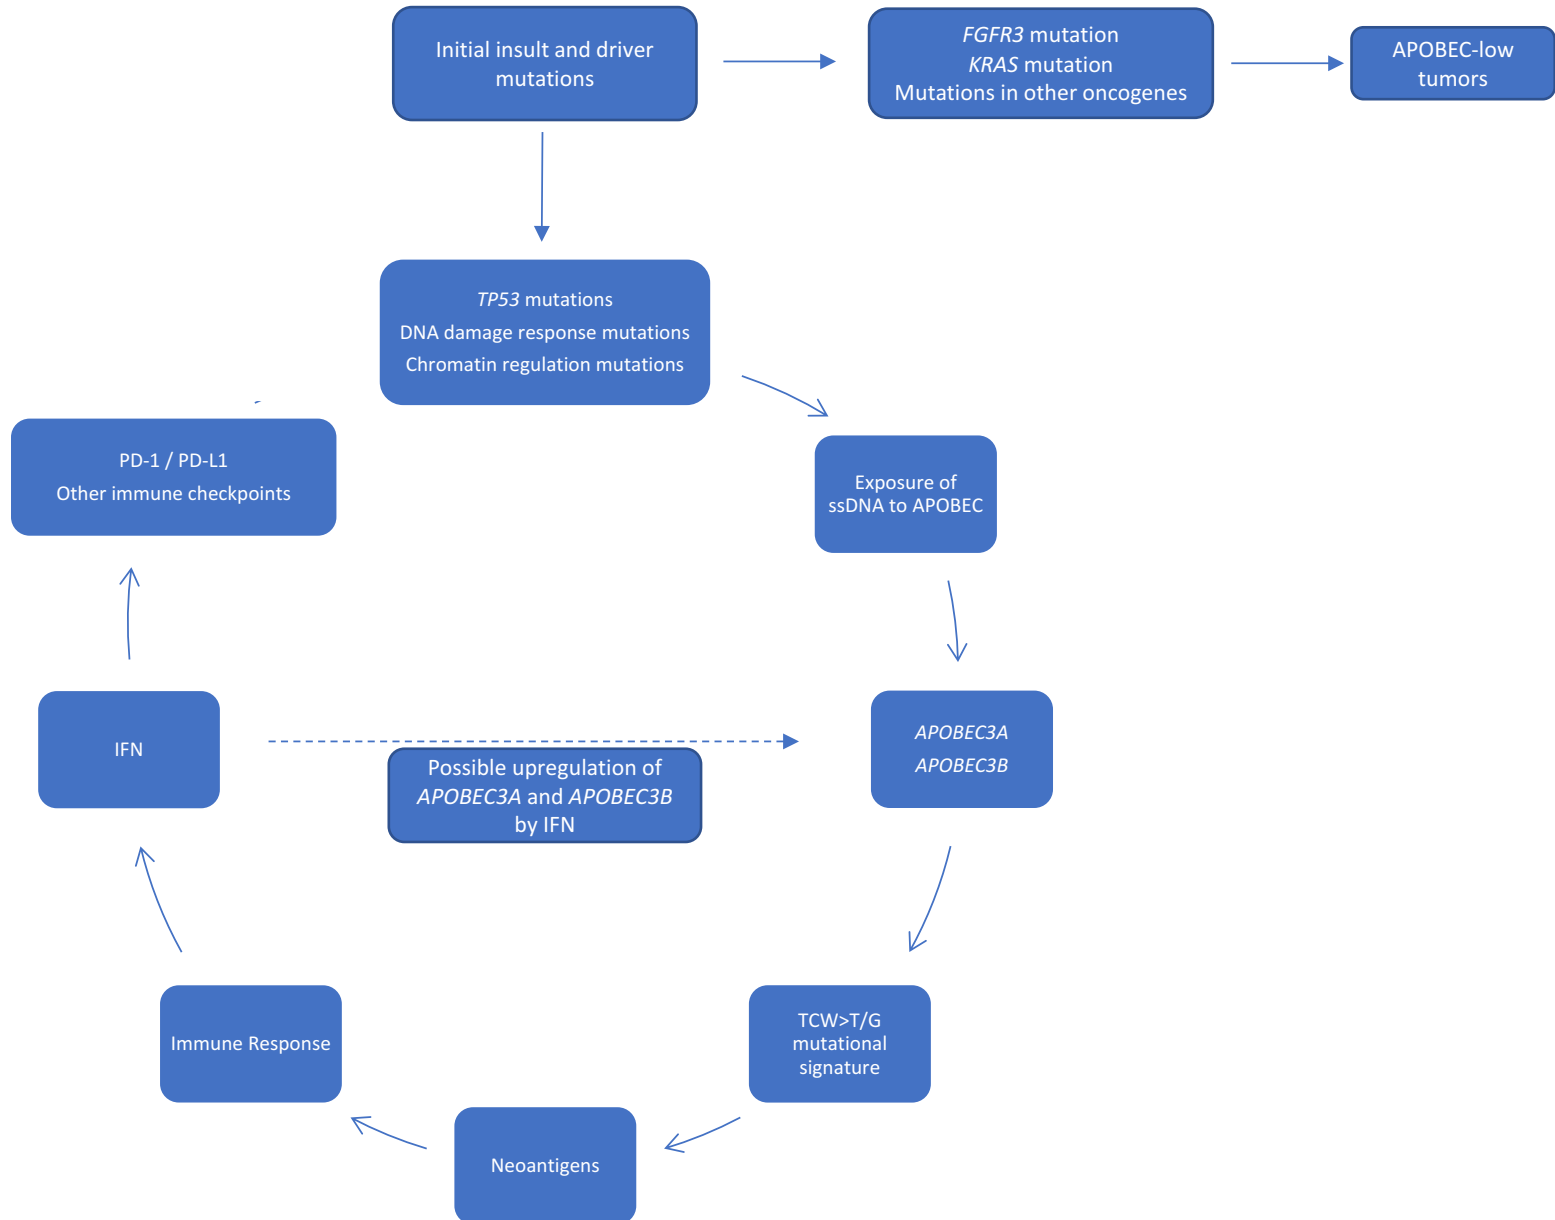 Initial insult and driver
mutations
FGFR3 mutation
KRAS mutation
Mutations in other oncogenes
APOBEC-low
tumors
TP53 mutations
DNA damage response mutations
Chromatin regulation mutations
PD-1 / PD-L1
Other immune checkpoints
Exposure of
ssDNA to APOBEC
IFN
Possible upregulation of
APOBEC3A and APOBEC3B
by IFN
APOBEC3A
APOBEC3B
Immune Response
TCW>T/G
mutational
signature
Neoantigens